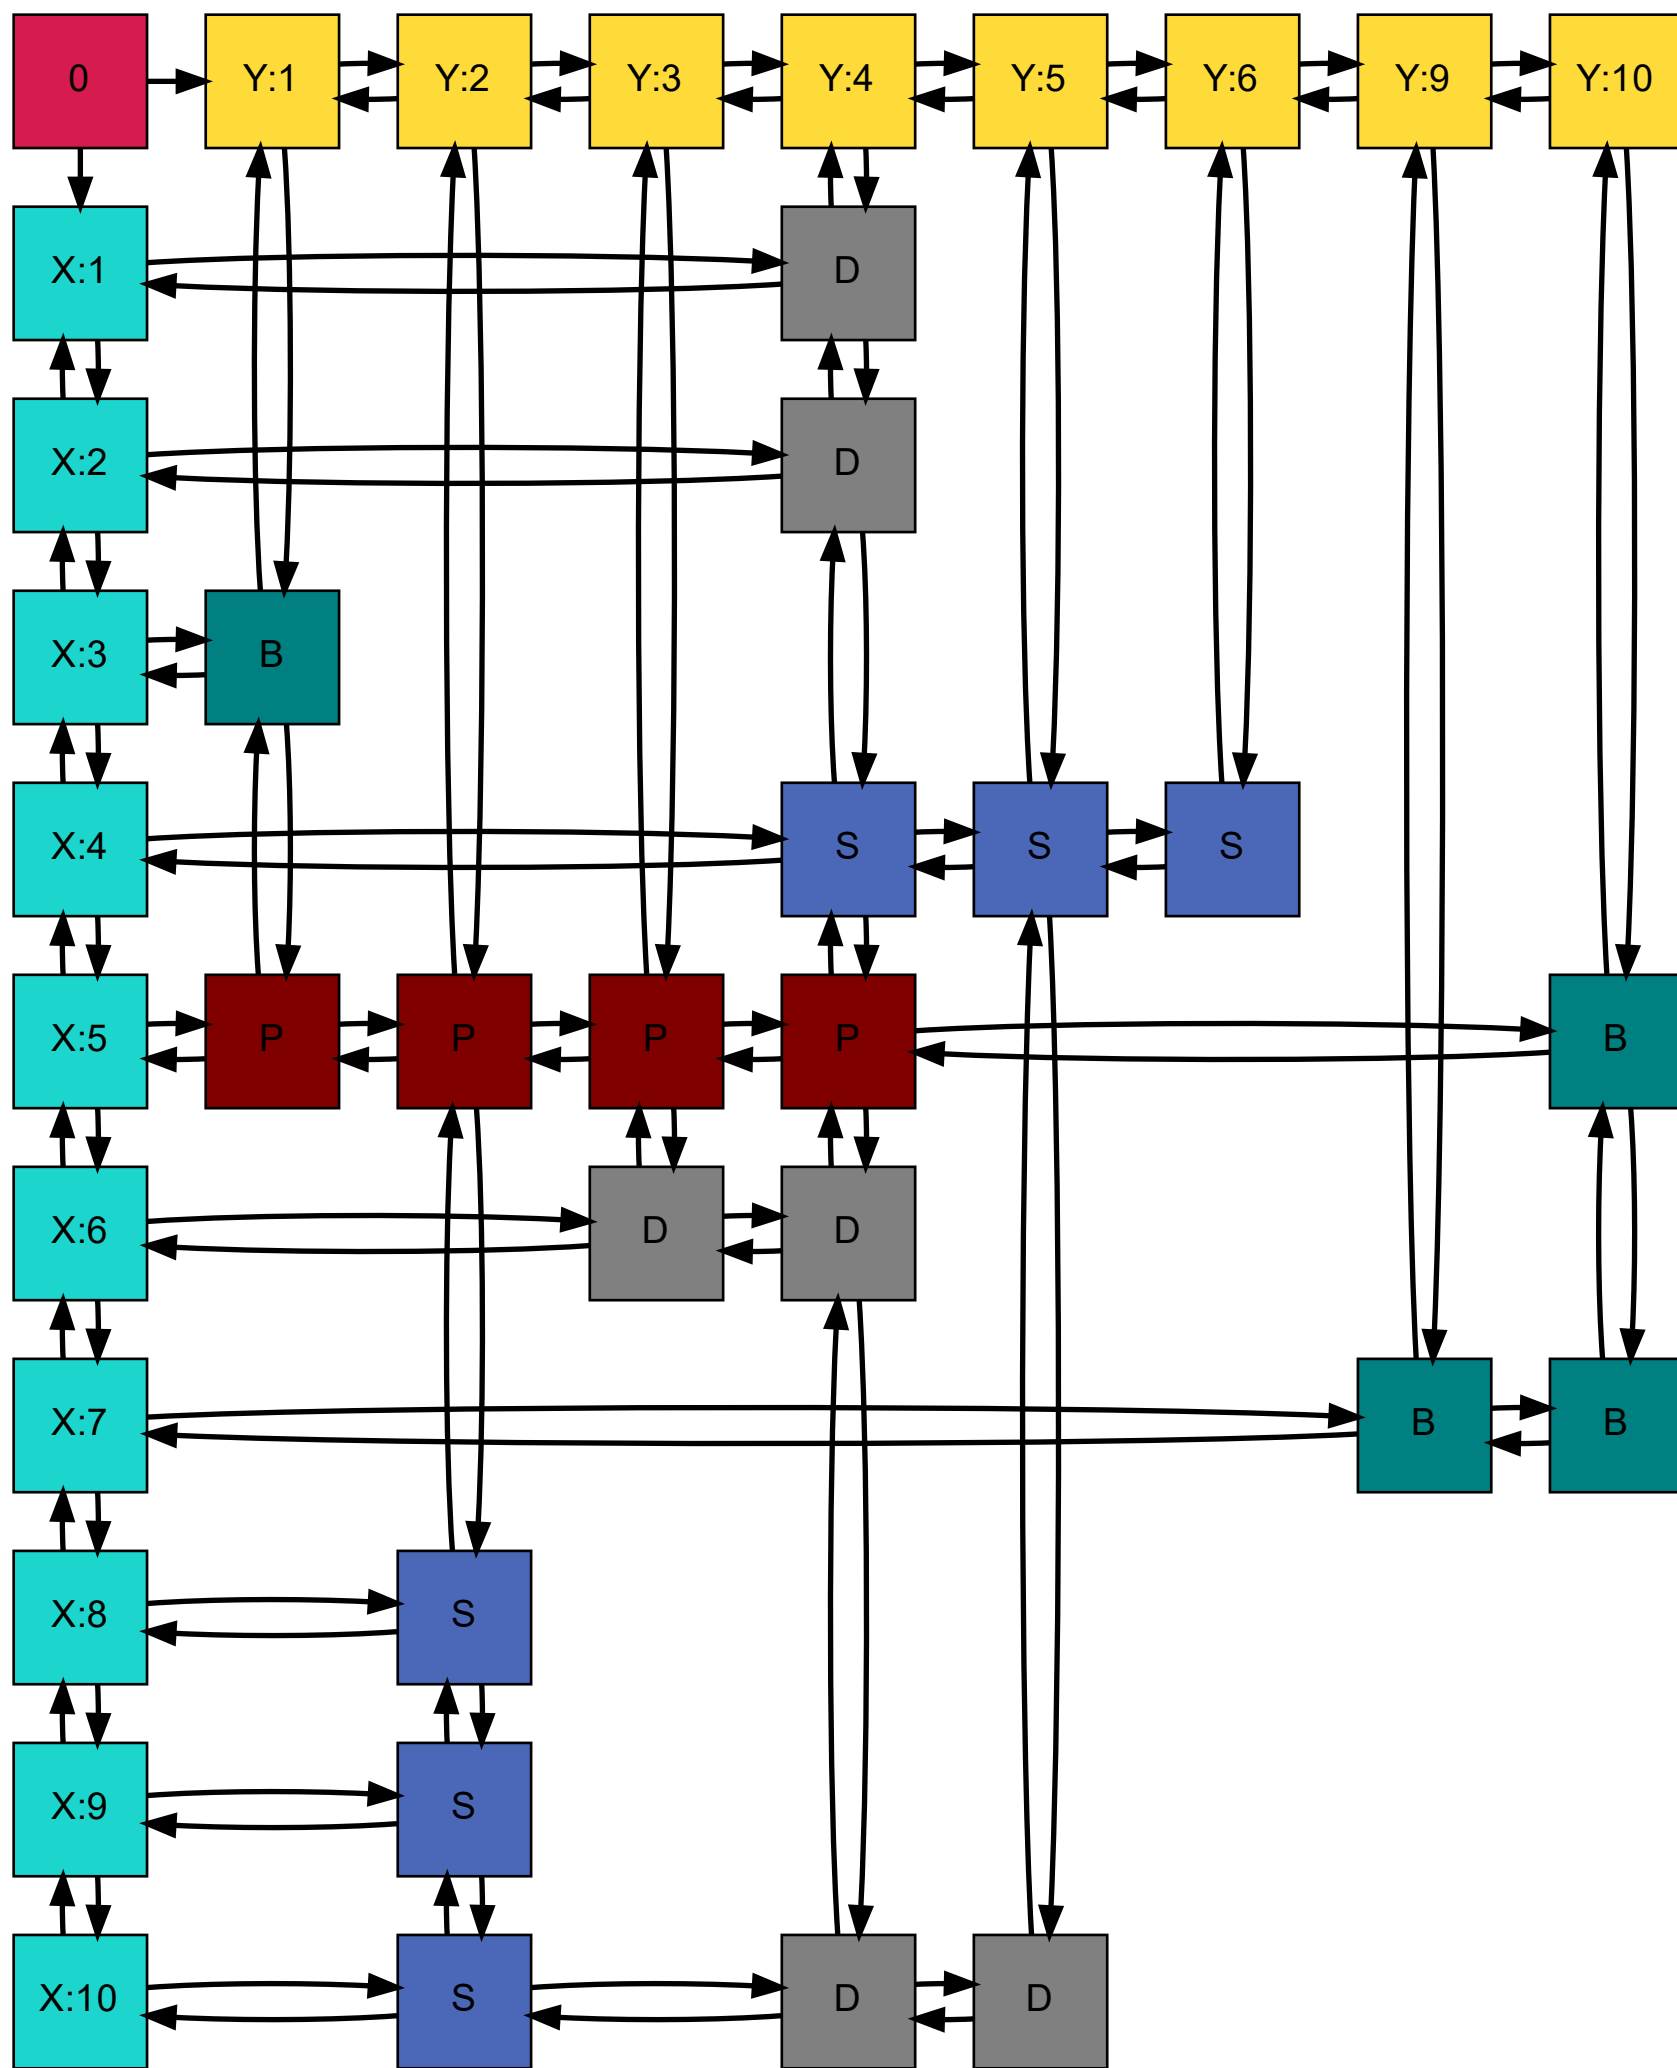 0 Y:1 Y:2 Y:3 Y:4 Y:5 Y:6 Y:9 Y:10
X:1 D
X:2 D
X:3 B
X:4 S S S
X:5 P P P P B
X:6 D D
X:7 B B
X:8 S
X:9 S
X:10 S D D